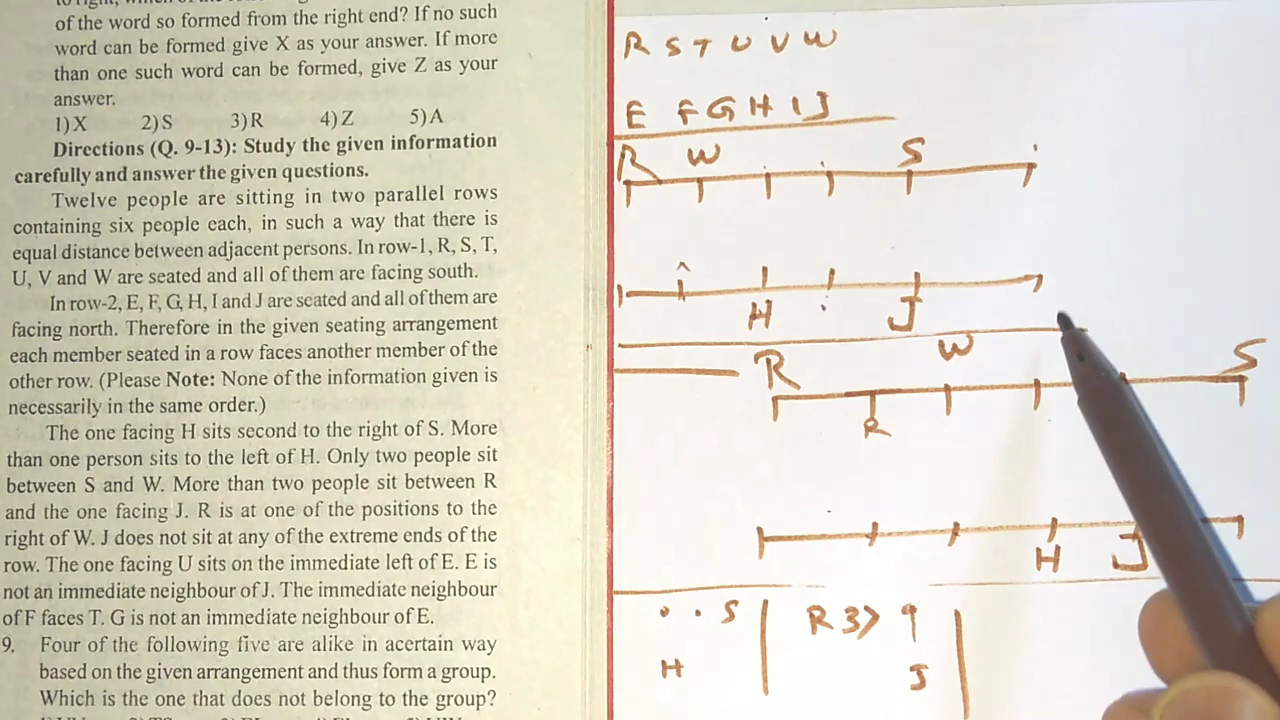 of the word so formed from the right end? If no such
word can be formed give X as your answer. If more
than one such word can be formed, give Z as your
answer.
1)X 2)S 3)R 4)Z 5)A
Directions (Q. 9-13): Study the given information
carefully and answer the given questions.
Twelve people are sitting in two parallel rows
containing six people each, in such a way that there is
equal distance between adjacent persons. In row-1, R, S, T,
U, V and W are seated and all of them are facing south.
In row-2, E, F, G, H, I and J are seated and all of them are
facing north. Therefore in the given seating arrangement
each member seated in a row faces another member of the
other row. (Please Note: None of the information given is
necessarily in the same order.)
The one facing H sits second to the right of S. More
than one person sits to the left of H. Only two people sit
between S and W. More than two people sit between R
and the one facing J. R is at one of the positions to the
right of W. J does not sit at any of the extreme ends of the
row. The one facing U sits on the immediate left of E. E is
not an immediate neighbour of J. The immediate neighbour
of F faces T. G is not an immediate neighbour of E.
9. Four of the following five are alike in acertain way
based on the given arrangement and thus form a group.
Which is the one that does not belong to the group?
R S T U V W
E F G H I J
R W S
H J
R W S
R
H J
S R 3>
H J